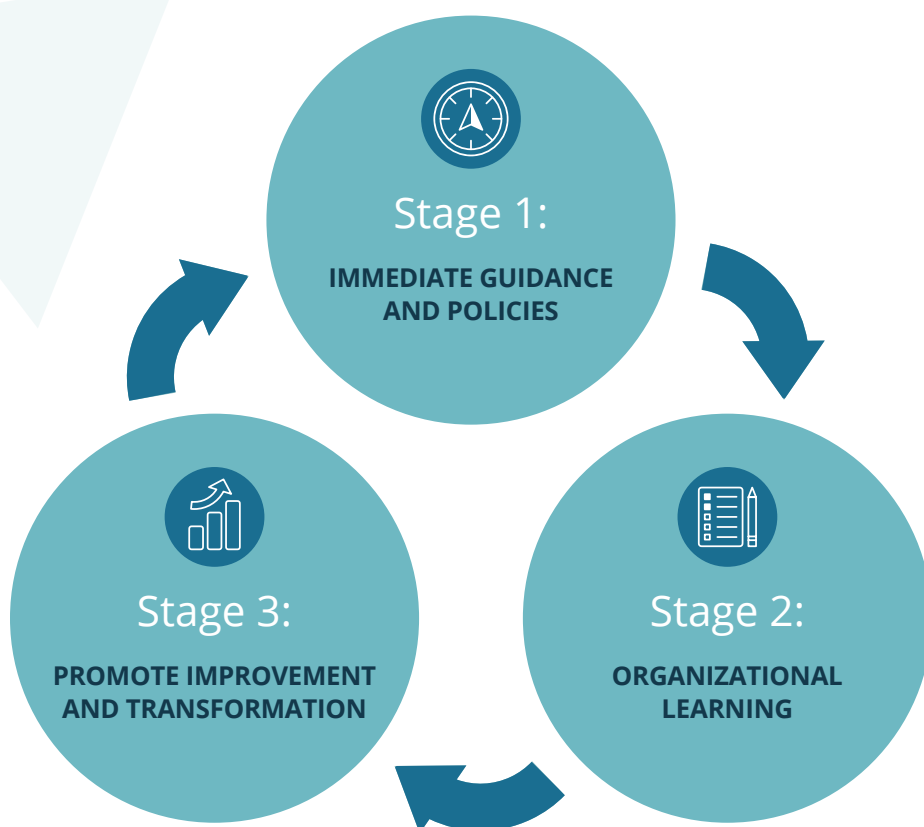 Stage 1:
IMMEDIATE GUIDANCE
AND POLICIES
Stage 2:
ORGANIZATIONAL
LEARNING
Stage 3:
PROMOTE IMPROVEMENT
AND TRANSFORMATION